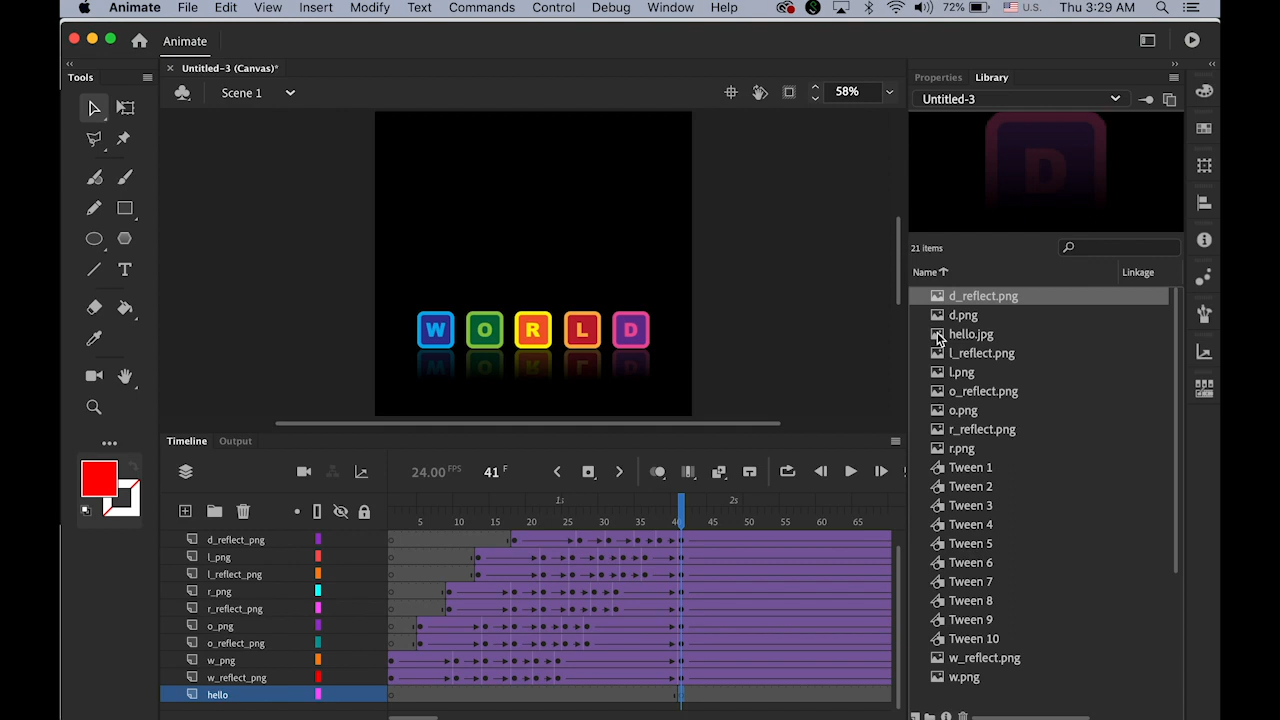 Animate File Edit View Insert Modify Text Commands Control Debug Window Help 72% U.S. Thu 3:29 AM
Animate
Tools
Untitled-3 (Canvas)*
Scene 1 58%
Properties Library
Untitled-3
D
21 items
Name Linkage
d_reflect.png
d.png
hello.jpg
l_reflect.png
l.png
o_reflect.png
o.png
r_reflect.png
r.png
Tween 1
Tween 2
Tween 3
Tween 4
Tween 5
Tween 6
Tween 7
Tween 8
Tween 9
Tween 10
w_reflect.png
w.png
W O R L D
W O R L D
Timeline Output
24.00 FPS 41 F
1s 2s
5 10 15 20 25 30 35 40 45 50 55 60 65
d_reflect_png
l_png
l_reflect_png
r_png
r_reflect_png
o_png
o_reflect_png
w_png
w_reflect_png
hello